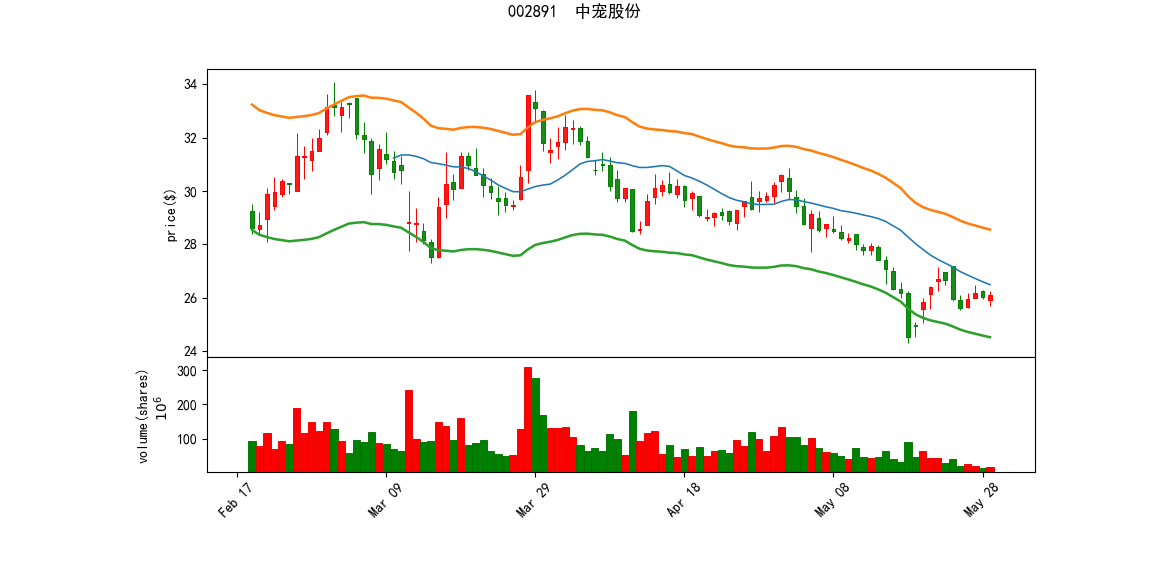 002891 中宠股份
price($)
34
32
30
28
26
24
volume(shares)
10^6
300
200
100
Feb 17
Mar 09
Mar 29
Apr 18
May 08
May 28